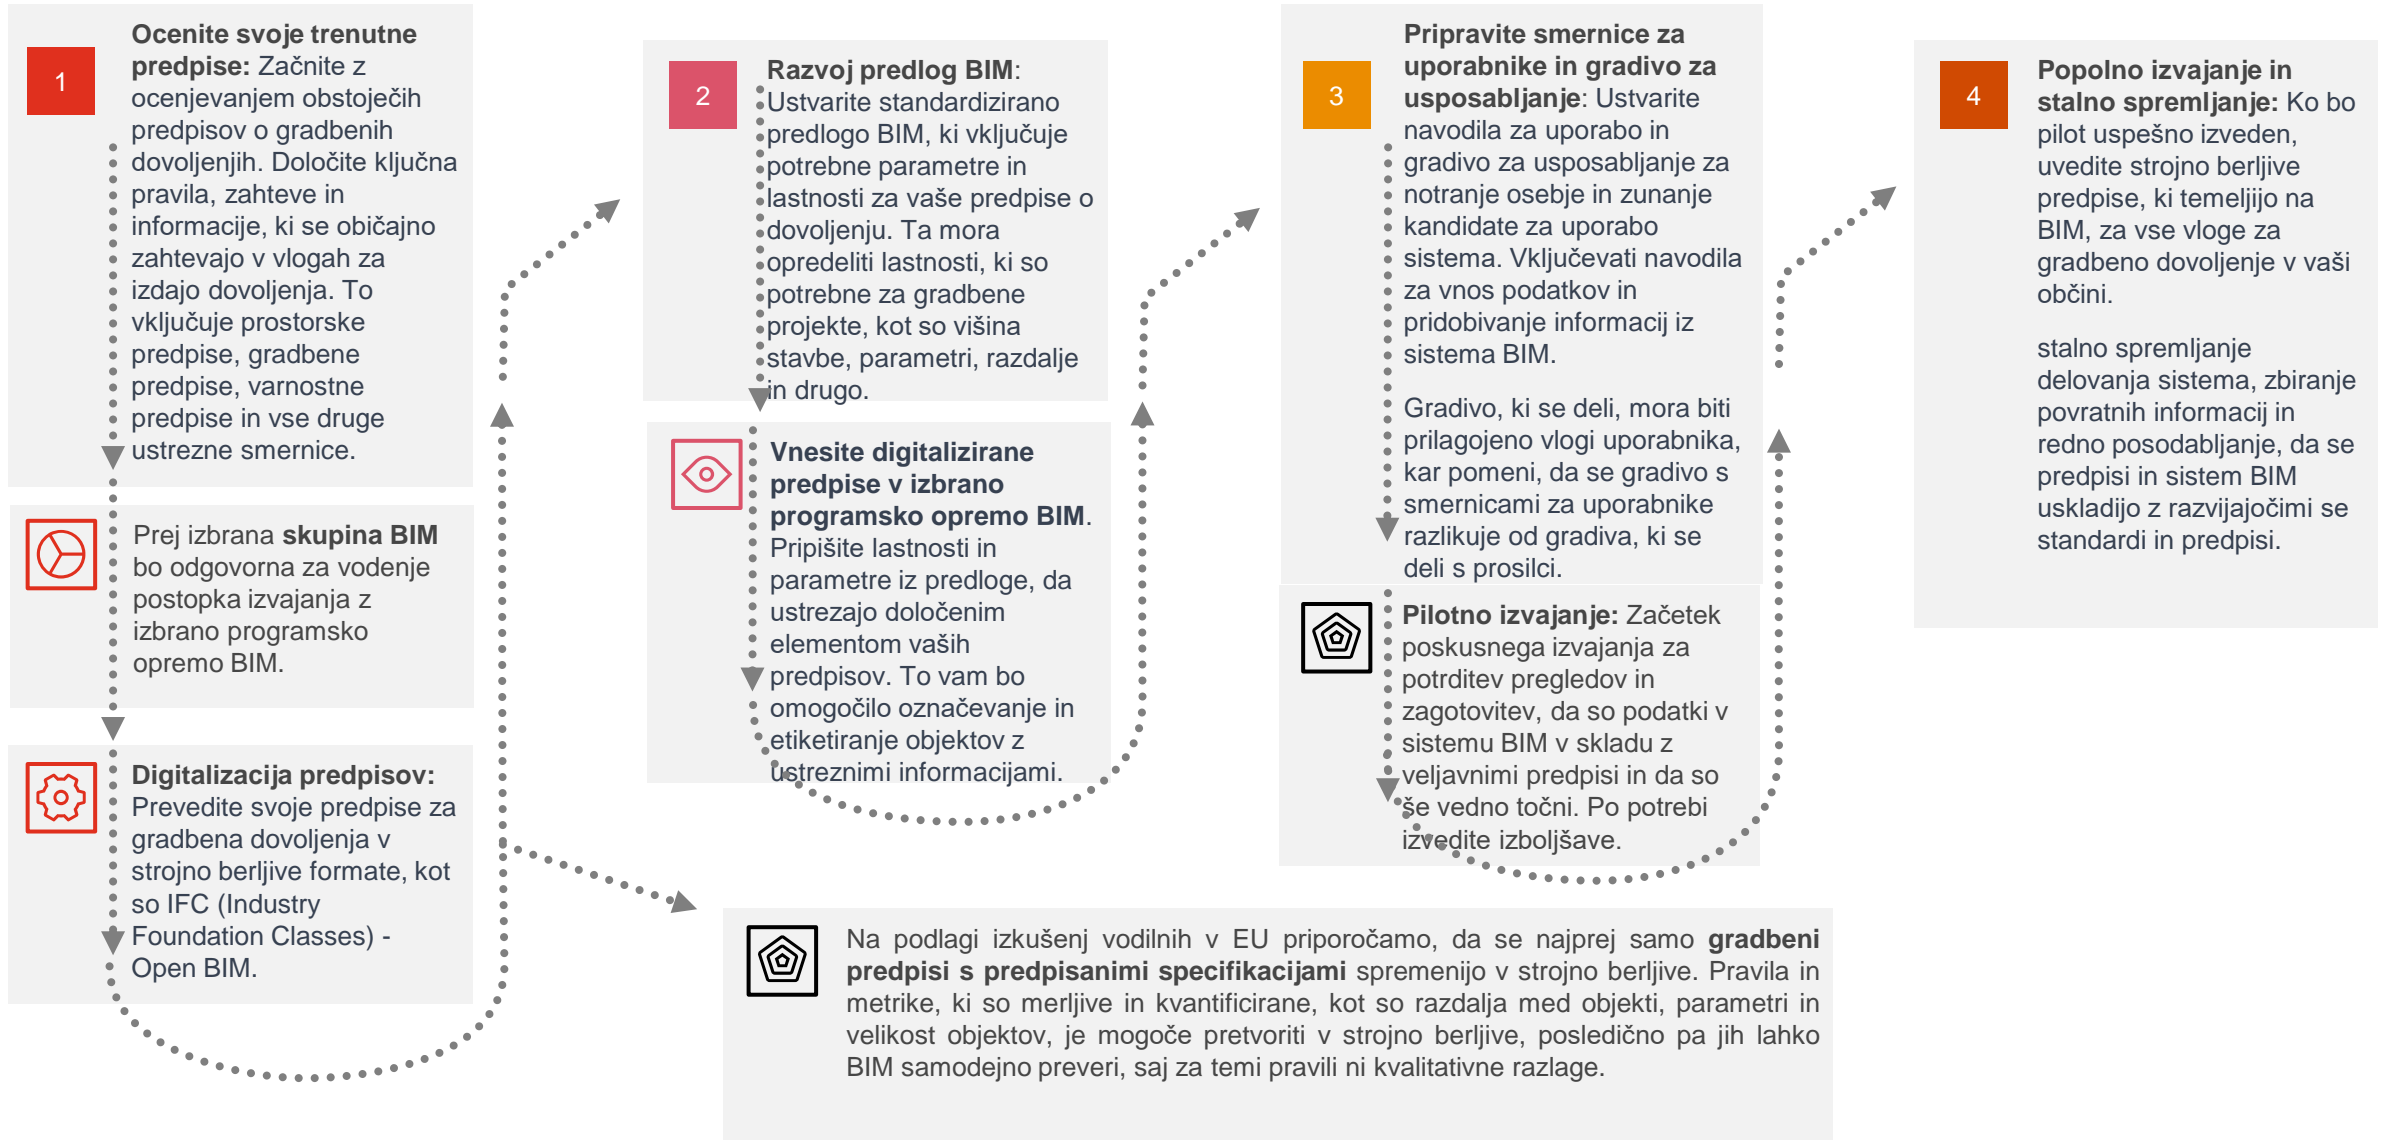 1
Ocenite svoje trenutne
predpise: Začnite z
ocenjevanjem obstoječih
predpisov o gradbenih
dovoljenjih. Določite ključna
pravila, zahteve in
informacije, ki se običajno
zahtevajo v vlogah za
izdajo dovoljenja. To
vključuje prostorske
predpise, gradbene
predpise, varnostne
predpise in vse druge
ustrezne smernice.
Prej izbrana skupina BIM
bo odgovorna za vodenje
postopka izvajanja z
izbrano programsko
opremo BIM.
Digitalizacija predpisov:
Prevedite svoje predpise za
gradbena dovoljenja v
strojno berljive formate, kot
so IFC (Industry
Foundation Classes) -
Open BIM.
2
Razvoj predlog BIM:
Ustvarite standardizirano
predlogo BIM, ki vključuje
potrebne parametre in
lastnosti za vaše predpise o
dovoljenju. Ta mora
opredeliti lastnosti, ki so
potrebne za gradbene
projekte, kot so višina
stavbe, parametri, razdalje
in drugo.
Vnesite digitalizirane
predpise v izbrano
programsko opremo BIM.
Pripišite lastnosti in
parametre iz predloge, da
ustrezajo določenim
elementom vaših
predpisov. To vam bo
omogočilo označevanje in
etiketiranje objektov z
ustreznimi informacijami.
3
Pripravite smernice za
uporabnike in gradivo za
usposabljanje: Ustvarite
navodila za uporabo in
gradivo za usposabljanje za
notranje osebje in zunanje
kandidate za uporabo
sistema. Vključevati navodila
za vnos podatkov in
pridobivanje informacij iz
sistema BIM.
Gradivo, ki se deli, mora biti
prilagojeno vlogi uporabnika,
kar pomeni, da se gradivo s
smernicami za uporabnike
razlikuje od gradiva, ki se
deli s prosilci.
Pilotno izvajanje: Začetek
poskusnega izvajanja za
potrditev pregledov in
zagotovitev, da so podatki v
sistemu BIM v skladu z
veljavnimi predpisi in da so
še vedno točni. Po potrebi
izvedite izboljšave.
4
Popolno izvajanje in
stalno spremljanje: Ko bo
pilot uspešno izveden,
uvedite strojno berljive
predpise, ki temeljijo na
BIM, za vse vloge za
gradbeno dovoljenje v vaši
občini.
stalno spremljanje
delovanja sistema, zbiranje
povratnih informacij in
redno posodabljanje, da se
predpisi in sistem BIM
uskladijo z razvijajočimi se
standardi in predpisi.
Na podlagi izkušenj vodilnih v EU priporočamo, da se najprej samo gradbeni
predpisi s predpisanimi specifikacijami spremenijo v strojno berljive. Pravila in
metrike, ki so merljive in kvantificirane, kot so razdalja med objekti, parametri in
velikost objektov, je mogoče pretvoriti v strojno berljive, posledično pa jih lahko
BIM samodejno preveri, saj za temi pravili ni kvalitativne razlage.